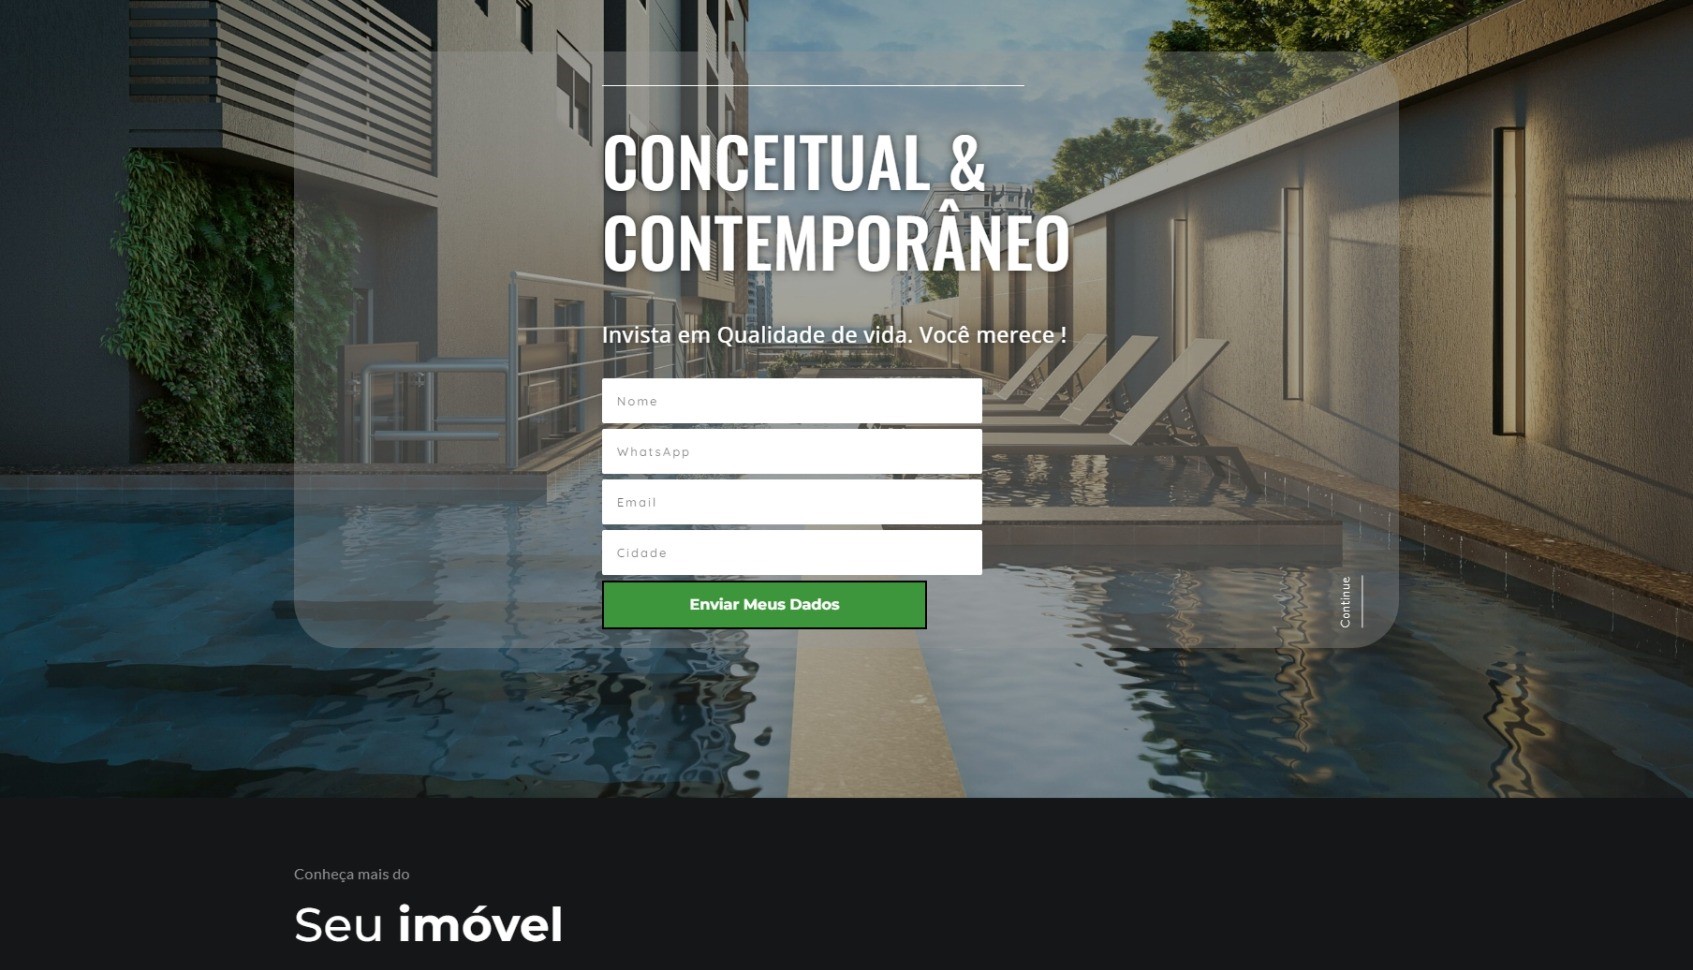 CONCEITUAL &
CONTEMPORÂNEO
Invista em Qualidade de vida. Você merece !
Nome
WhatsApp
Email
Cidade
Enviar Meus Dados
Continue
Conheça mais do
Seu imóvel